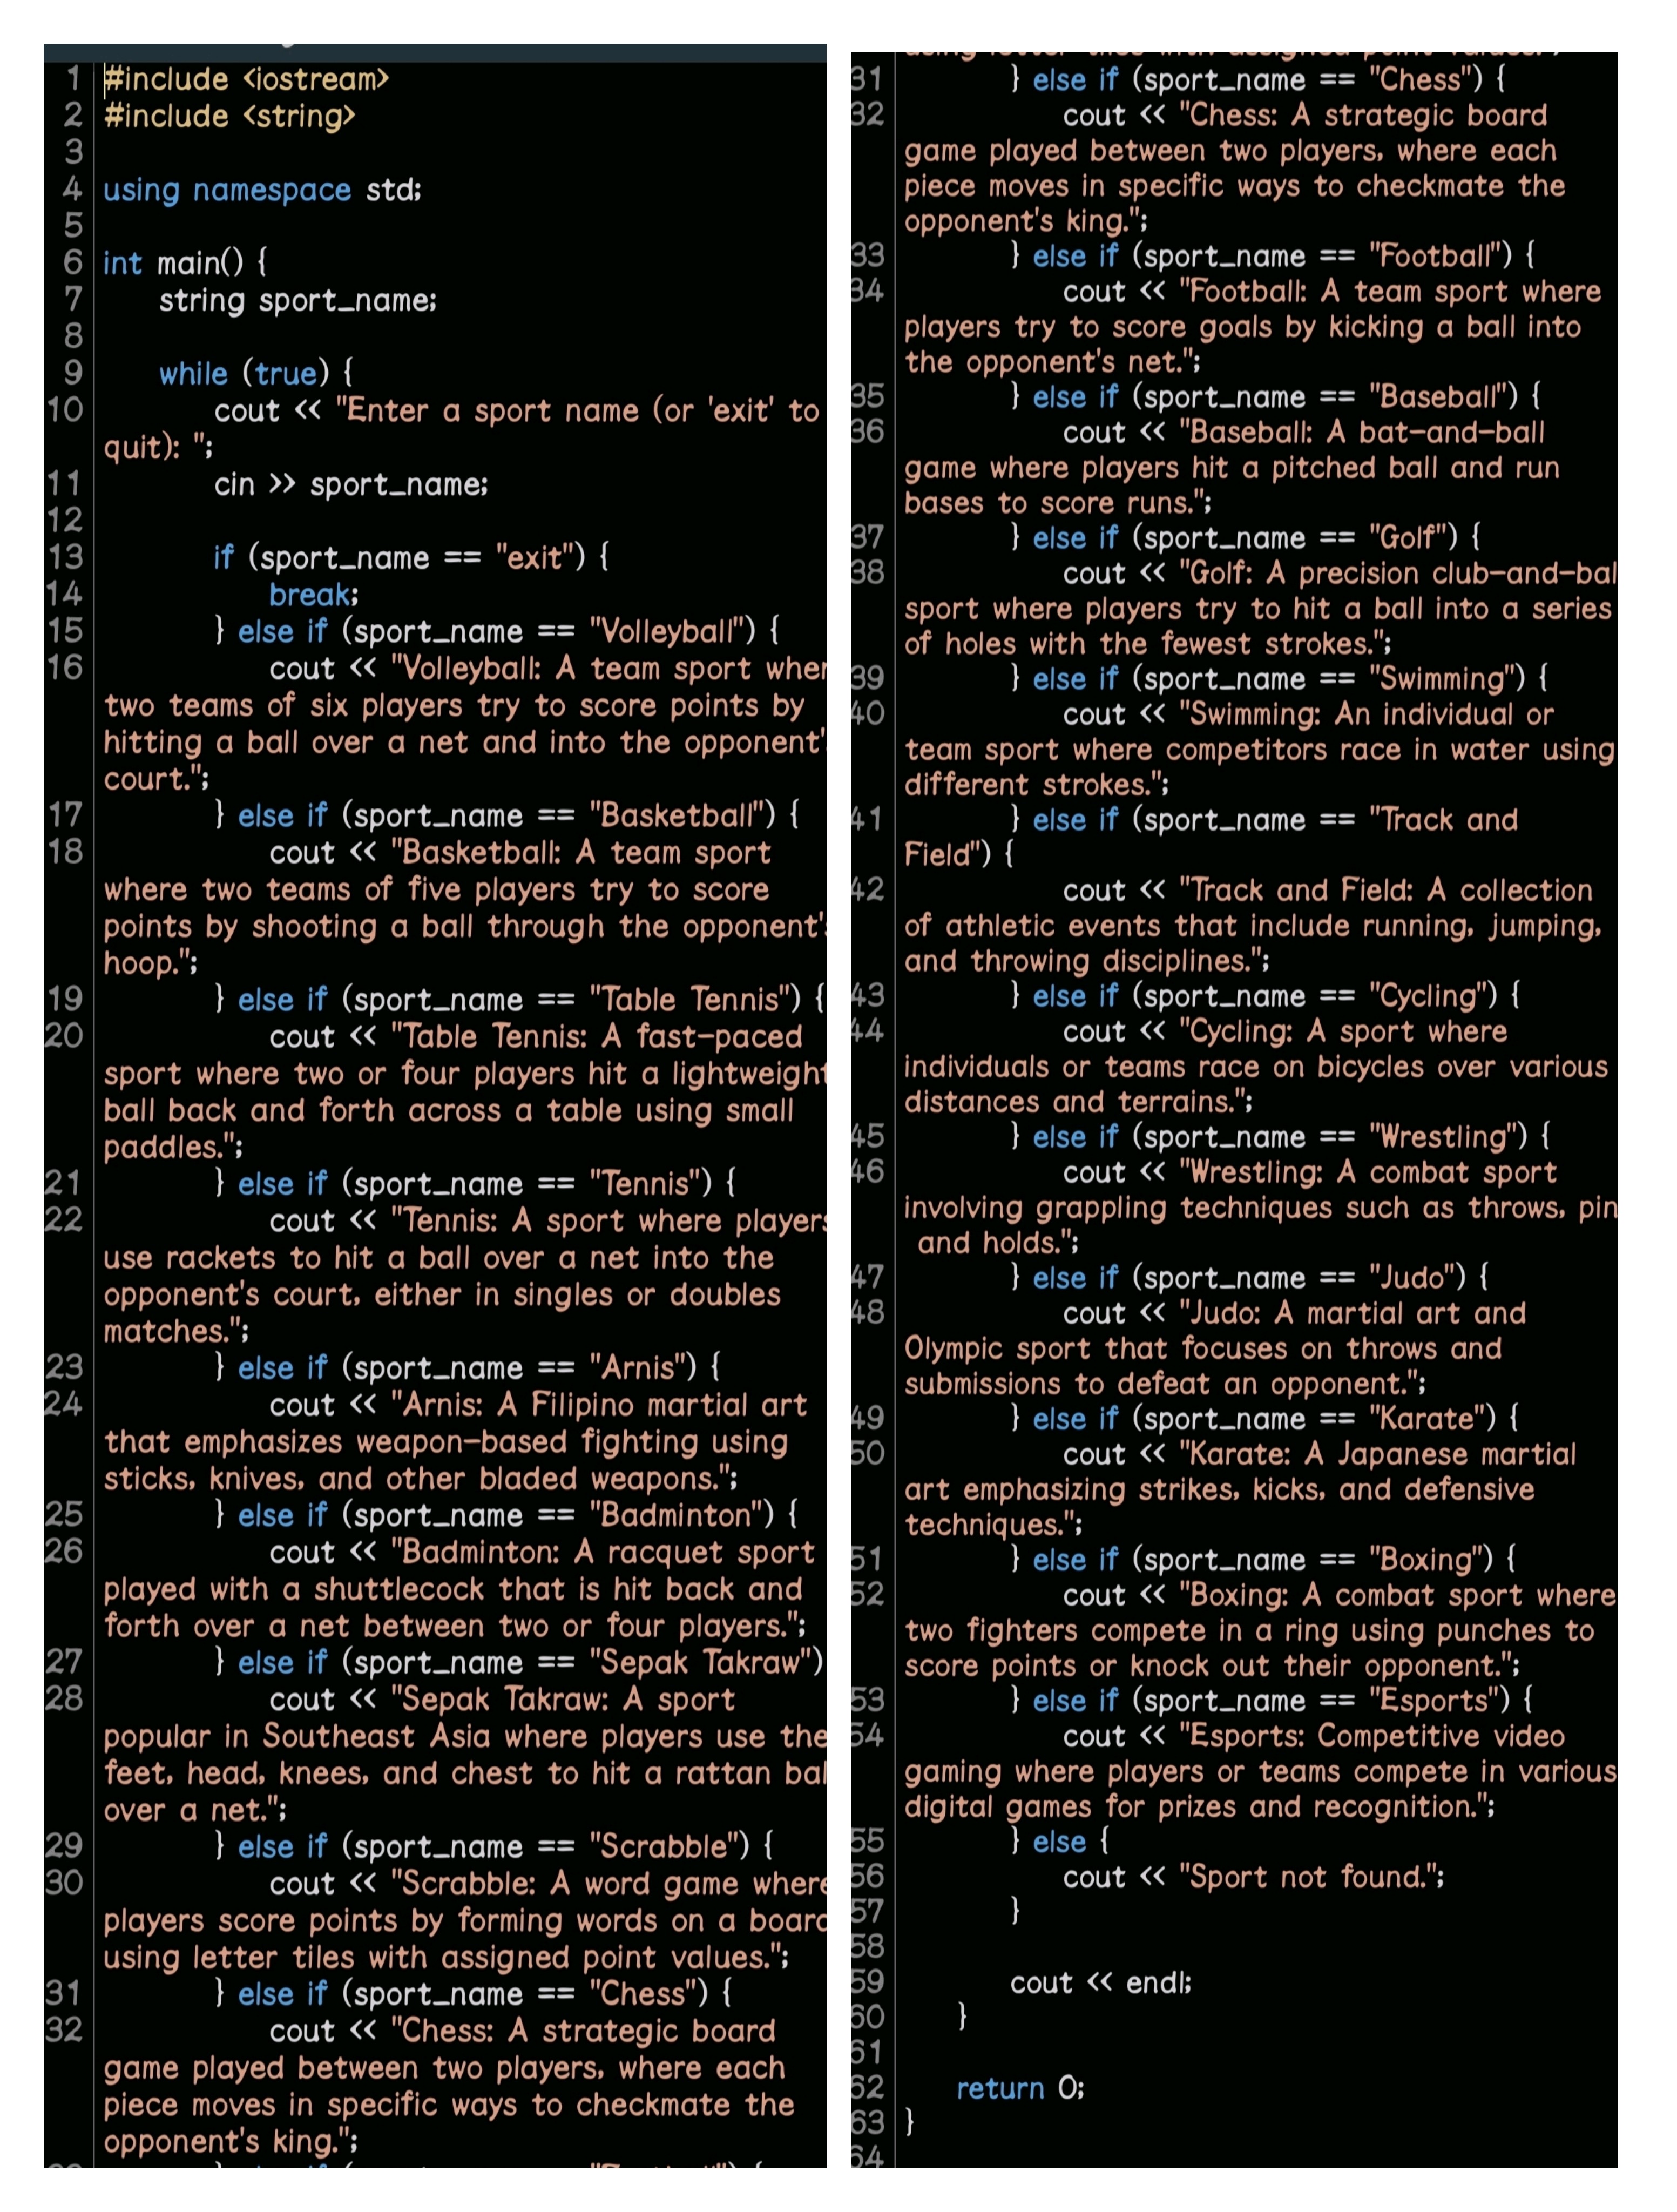 1 #include <iostream>
2 #include <string>
3
4 using namespace std;
5
6 int main() {
7 string sport_name;
8
9 while (true) {
10 cout << "Enter a sport name (or 'exit' to
quit): ";
11 cin >> sport_name;
12
13 if (sport_name == "exit") {
14 break;
15 } else if (sport_name == "Volleyball") {
16 cout << "Volleyball: A team sport wher
two teams of six players try to score points by
hitting a ball over a net and into the opponent'
court.";
17 } else if (sport_name == "Basketball") {
18 cout << "Basketball: A team sport
where two teams of five players try to score
points by shooting a ball through the opponent's
hoop.";
19 } else if (sport_name == "Table Tennis") {
20 cout << "Table Tennis: A fast-paced
sport where two or four players hit a lightweight
ball back and forth across a table using small
paddles.";
21 } else if (sport_name == "Tennis") {
22 cout << "Tennis: A sport where players
use rackets to hit a ball over a net into the
opponent's court, either in singles or doubles
matches.";
23 } else if (sport_name == "Arnis") {
24 cout << "Arnis: A Filipino martial art
that emphasizes weapon-based fighting using
sticks, knives, and other bladed weapons.";
25 } else if (sport_name == "Badminton") {
26 cout << "Badminton: A racquet sport
played with a shuttlecock that is hit back and
forth over a net between two or four players.";
27 } else if (sport_name == "Sepak Takraw")
28 cout << "Sepak Takraw: A sport
popular in Southeast Asia where players use the
feet, head, knees, and chest to hit a rattan bal
over a net.";
29 } else if (sport_name == "Scrabble") {
30 cout << "Scrabble: A word game where
players score points by forming words on a board
using letter tiles with assigned point values.";
31 } else if (sport_name == "Chess") {
32 cout << "Chess: A strategic board
game played between two players, where each
piece moves in specific ways to checkmate the
opponent's king.";
using letter tiles with assigned point values.";
31 } else if (sport_name == "Chess") {
32 cout << "Chess: A strategic board
game played between two players, where each
piece moves in specific ways to checkmate the
opponent's king.";
33 } else if (sport_name == "Football") {
34 cout << "Football: A team sport where
players try to score goals by kicking a ball into
the opponent's net.";
35 } else if (sport_name == "Baseball") {
36 cout << "Baseball: A bat-and-ball
game where players hit a pitched ball and run
bases to score runs.";
37 } else if (sport_name == "Golf") {
38 cout << "Golf: A precision club-and-bal
sport where players try to hit a ball into a series
of holes with the fewest strokes.";
39 } else if (sport_name == "Swimming") {
40 cout << "Swimming: An individual or
team sport where competitors race in water using
different strokes.";
41 } else if (sport_name == "Track and
Field") {
42 cout << "Track and Field: A collection
of athletic events that include running, jumping,
and throwing disciplines.";
43 } else if (sport_name == "Cycling") {
44 cout << "Cycling: A sport where
individuals or teams race on bicycles over various
distances and terrains.";
45 } else if (sport_name == "Wrestling") {
46 cout << "Wrestling: A combat sport
involving grappling techniques such as throws, pin
and holds.";
47 } else if (sport_name == "Judo") {
48 cout << "Judo: A martial art and
Olympic sport that focuses on throws and
submissions to defeat an opponent.";
49 } else if (sport_name == "Karate") {
50 cout << "Karate: A Japanese martial
art emphasizing strikes, kicks, and defensive
techniques.";
51 } else if (sport_name == "Boxing") {
52 cout << "Boxing: A combat sport where
two fighters compete in a ring using punches to
score points or knock out their opponent.";
53 } else if (sport_name == "Esports") {
54 cout << "Esports: Competitive video
gaming where players or teams compete in various
digital games for prizes and recognition.";
55 } else {
56 cout << "Sport not found.";
57 }
58
59 cout << endl;
60 }
61
62 return 0;
63 }
64